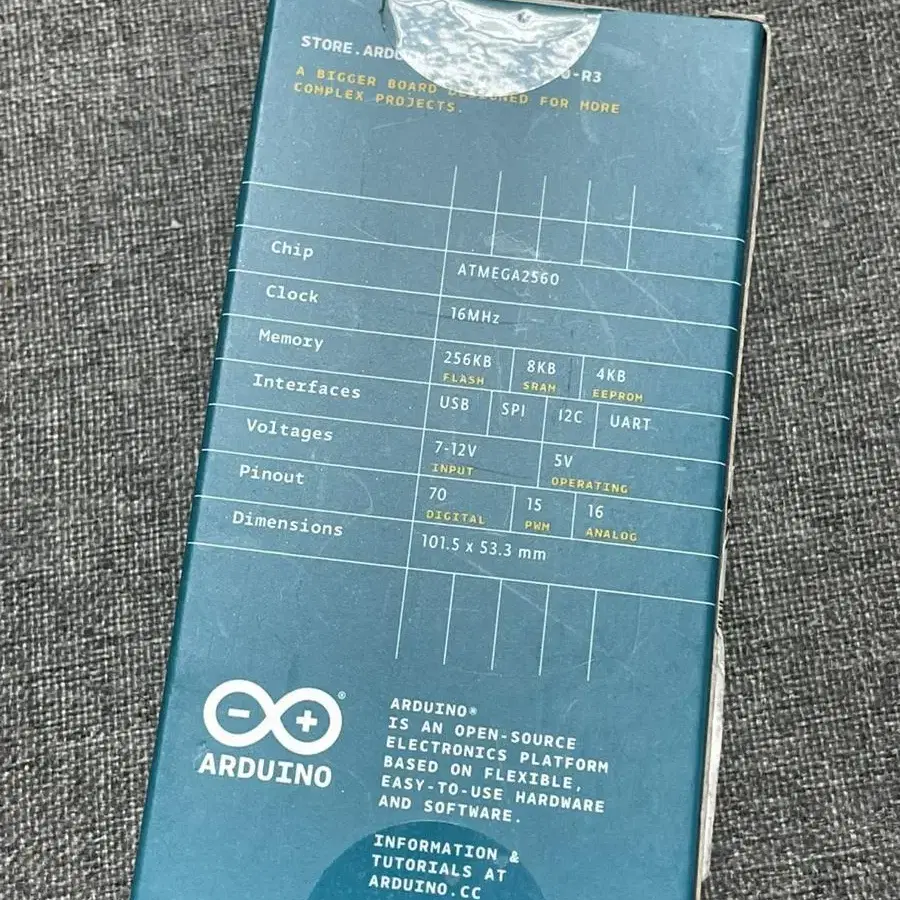 STORE.ARDU O-R3
A BIGGER BOARD DESIGNED FOR MORE
COMPLEX PROJECTS.
Chip ATMEGA2560
Clock 16MHz
Memory 256KB FLASH 8KB SRAM 4KB EEPROM
Interfaces USB SPI I2C UART
Voltages 7-12V INPUT 5V OPERATING
Pinout 70 DIGITAL 15 PWM 16 ANALOG
Dimensions 101.5 x 53.3 mm
ARDUINO
ARDUINO®
IS AN OPEN-SOURCE
ELECTRONICS PLATFORM
BASED ON FLEXIBLE,
EASY-TO-USE HARDWARE
AND SOFTWARE.
INFORMATION &
TUTORIALS AT
ARDUINO.CC